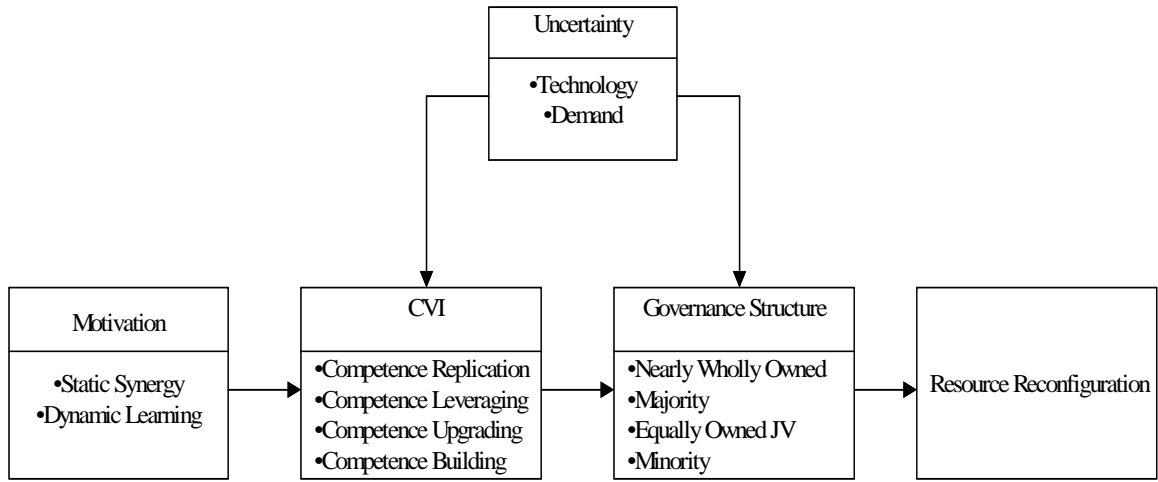 Uncertainty
•Technology
•Demand
Motivation
•Static Synergy
•Dynamic Learning
CVI
•Competence Replication
•Competence Leveraging
•Competence Upgrading
•Competence Building
Governance Structure
•Nearly Wholly Owned
•Majority
•Equally Owned JV
•Minority
Resource Reconfiguration